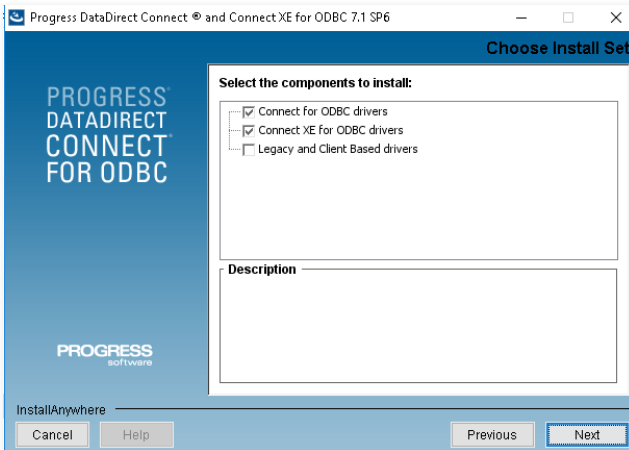 Progress DataDirect Connect ® and Connect XE for ODBC 7.1 SP6
Choose Install Set
PROGRESS®
DATADIRECT
CONNECT®
FOR ODBC
Select the components to install:
Connect for ODBC drivers
Connect XE for ODBC drivers
Legacy and Client Based drivers
Description
PROGRESS
software
InstallAnywhere
Cancel
Help
Previous
Next